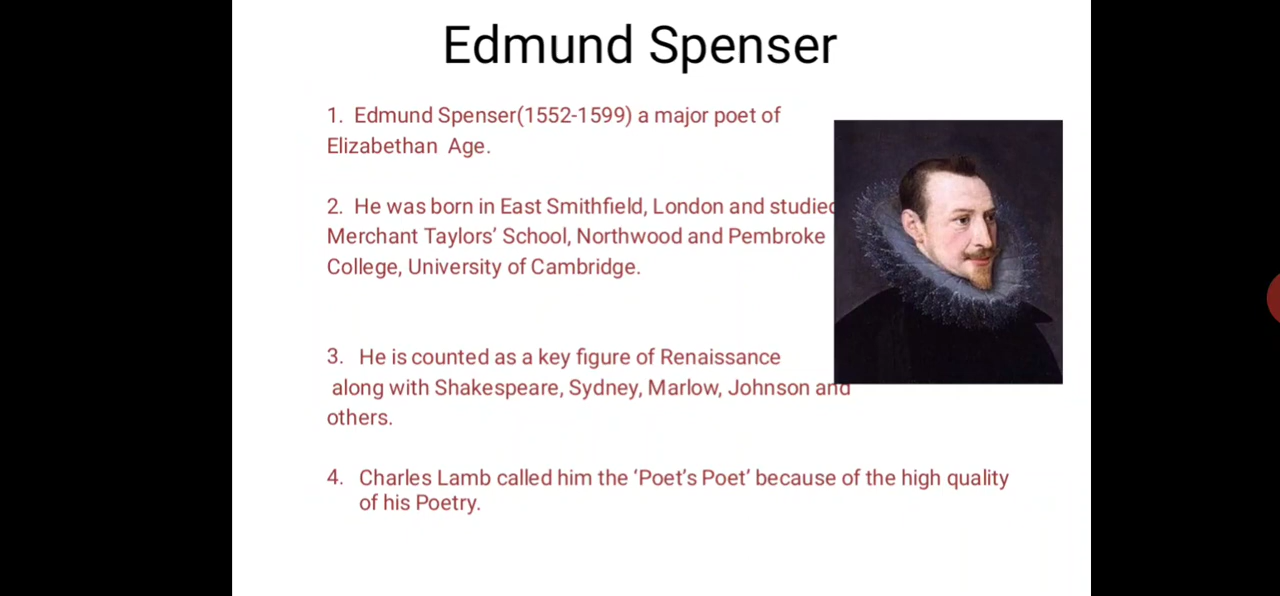 Edmund Spenser
1. Edmund Spenser(1552-1599) a major poet of
Elizabethan Age.
2. He was born in East Smithfield, London and studied
Merchant Taylors’ School, Northwood and Pembroke
College, University of Cambridge.
3. He is counted as a key figure of Renaissance
along with Shakespeare, Sydney, Marlow, Johnson and
others.
4. Charles Lamb called him the ‘Poet’s Poet’ because of the high quality
of his Poetry.